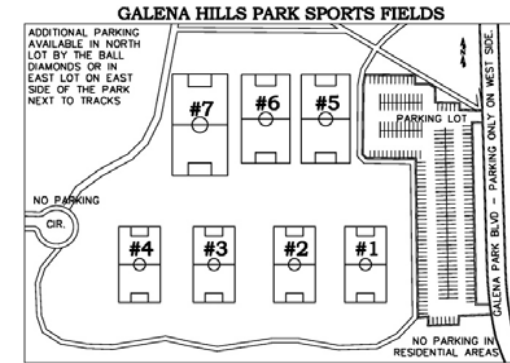 GALENA HILLS PARK SPORTS FIELDS
ADDITIONAL PARKING
AVAILABLE IN NORTH
LOT BY THE BALL
DIAMONDS OR IN
EAST LOT ON EAST
SIDE OF THE PARK
NEXT TO TRACKS
#7
#6
#5
PARKING LOT
GALENA PARK BLVD - PARKING ONLY ON WEST SIDE.
NO PARKING
CIR.
#4
#3
#2
#1
NO PARKING IN
RESIDENTIAL AREAS